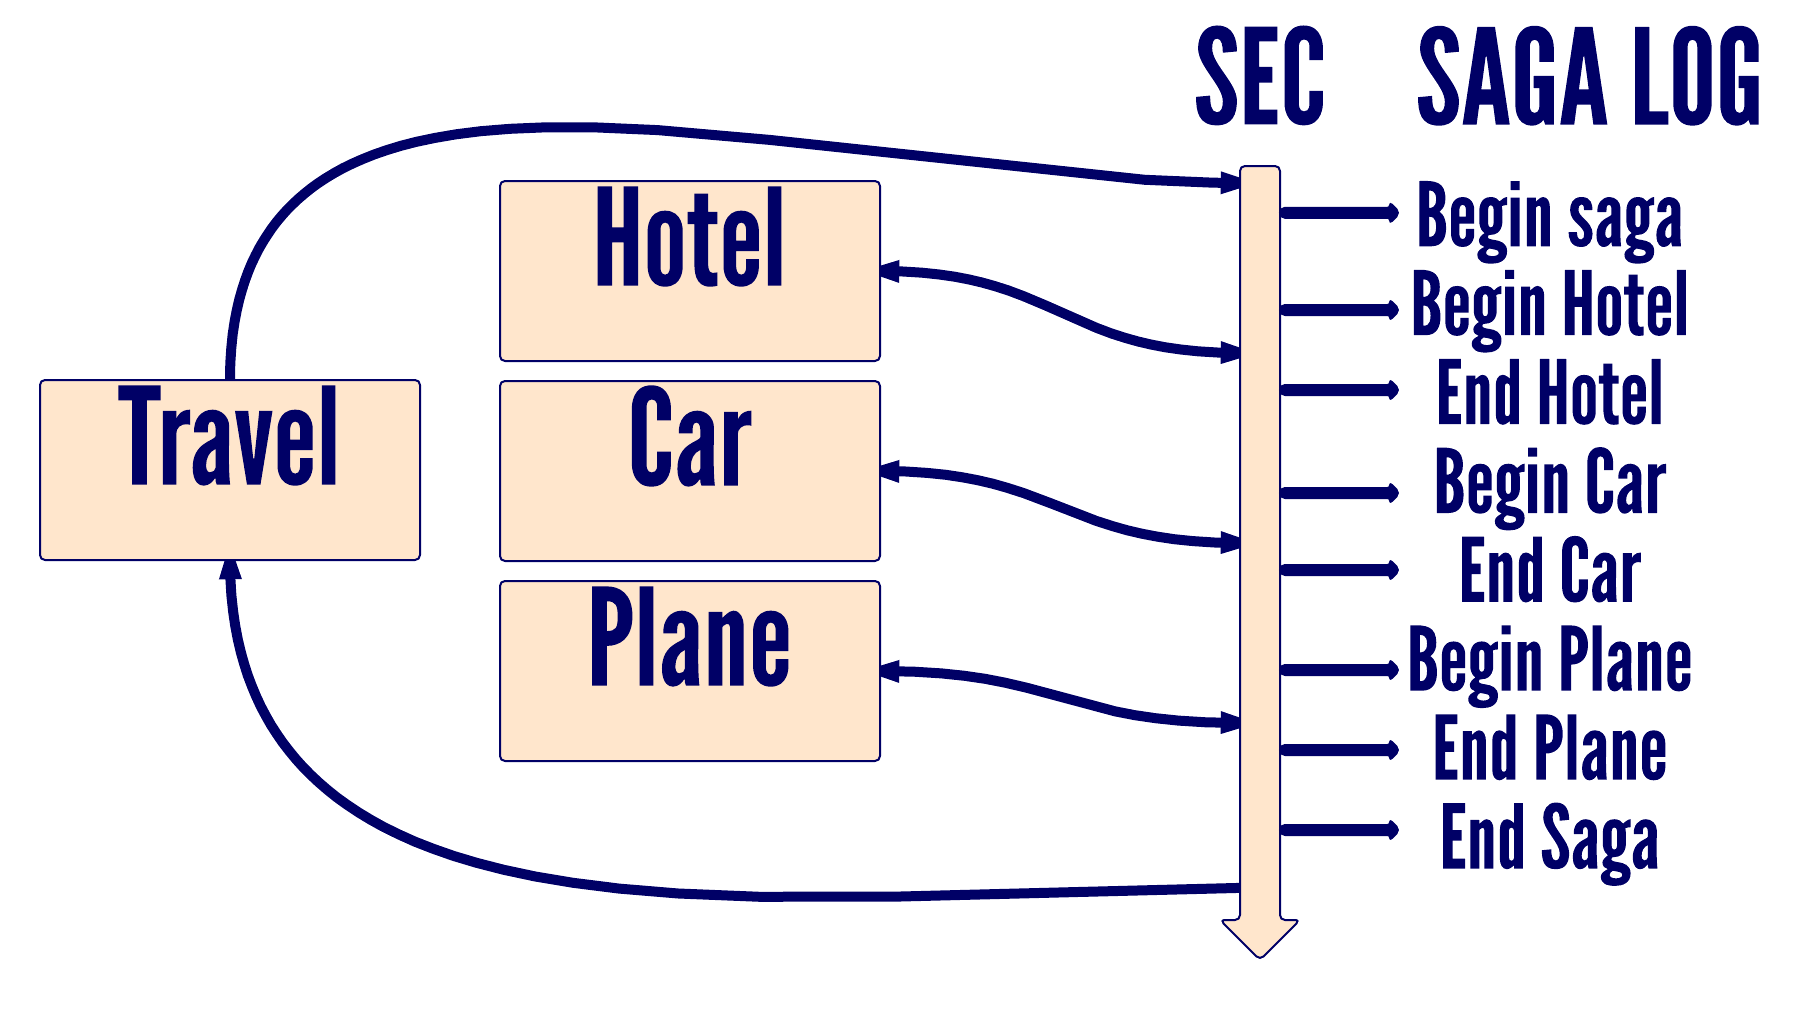 SEC
SAGA LOG
Hotel
Car
Plane
Travel
Begin saga
Begin Hotel
End Hotel
Begin Car
End Car
Begin Plane
End Plane
End Saga